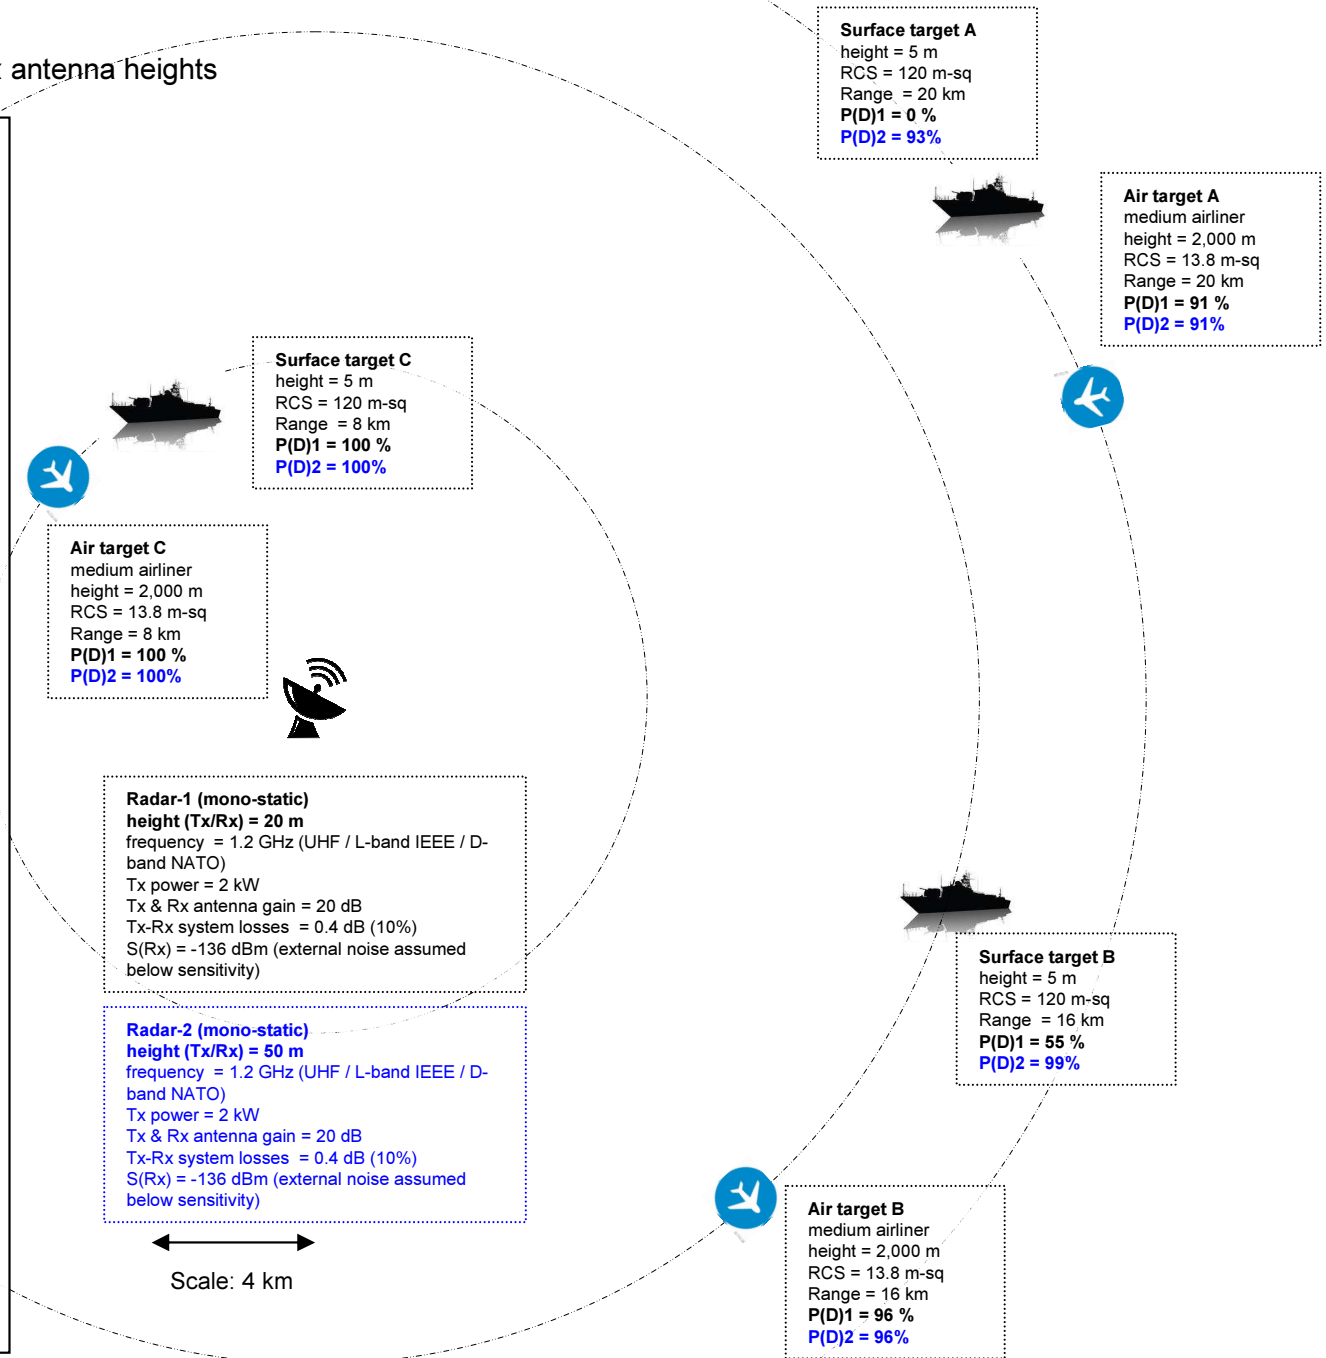 antenna heights
Surface target A
height = 5 m
RCS = 120 m-sq
Range = 20 km
P(D)1 = 0 %
P(D)2 = 93%
Air target A
medium airliner
height = 2,000 m
RCS = 13.8 m-sq
Range = 20 km
P(D)1 = 91 %
P(D)2 = 91%
Surface target C
height = 5 m
RCS = 120 m-sq
Range = 8 km
P(D)1 = 100 %
P(D)2 = 100%
Air target C
medium airliner
height = 2,000 m
RCS = 13.8 m-sq
Range = 8 km
P(D)1 = 100 %
P(D)2 = 100%
Radar-1 (mono-static)
height (Tx/Rx) = 20 m
frequency = 1.2 GHz (UHF / L-band IEEE / D-
band NATO)
Tx power = 2 kW
Tx & Rx antenna gain = 20 dB
Tx-Rx system losses = 0.4 dB (10%)
S(Rx) = -136 dBm (external noise assumed
below sensitivity)
Radar-2 (mono-static)
height (Tx/Rx) = 50 m
frequency = 1.2 GHz (UHF / L-band IEEE / D-
band NATO)
Tx power = 2 kW
Tx & Rx antenna gain = 20 dB
Tx-Rx system losses = 0.4 dB (10%)
S(Rx) = -136 dBm (external noise assumed
below sensitivity)
Scale: 4 km
Surface target B
height = 5 m
RCS = 120 m-sq
Range = 16 km
P(D)1 = 55 %
P(D)2 = 99%
Air target B
medium airliner
height = 2,000 m
RCS = 13.8 m-sq
Range = 16 km
P(D)1 = 96 %
P(D)2 = 96%